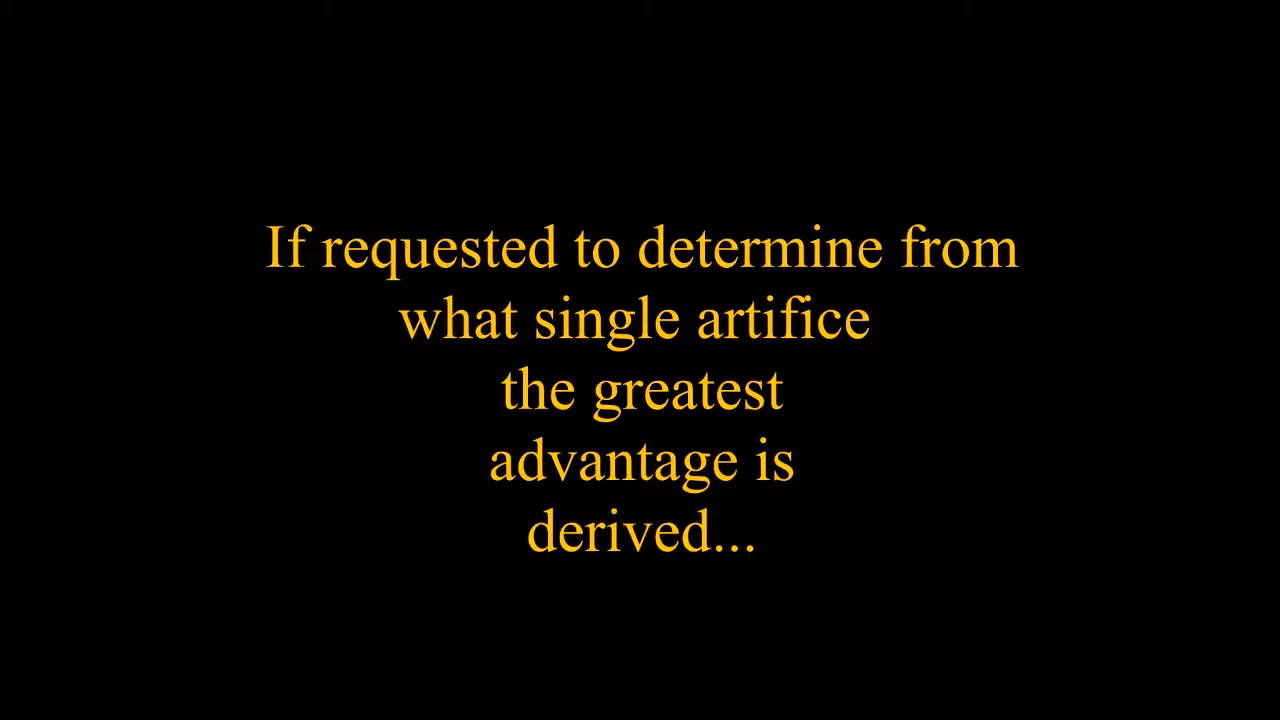 If requested to determine from
what single artifice
the greatest
advantage is
derived...